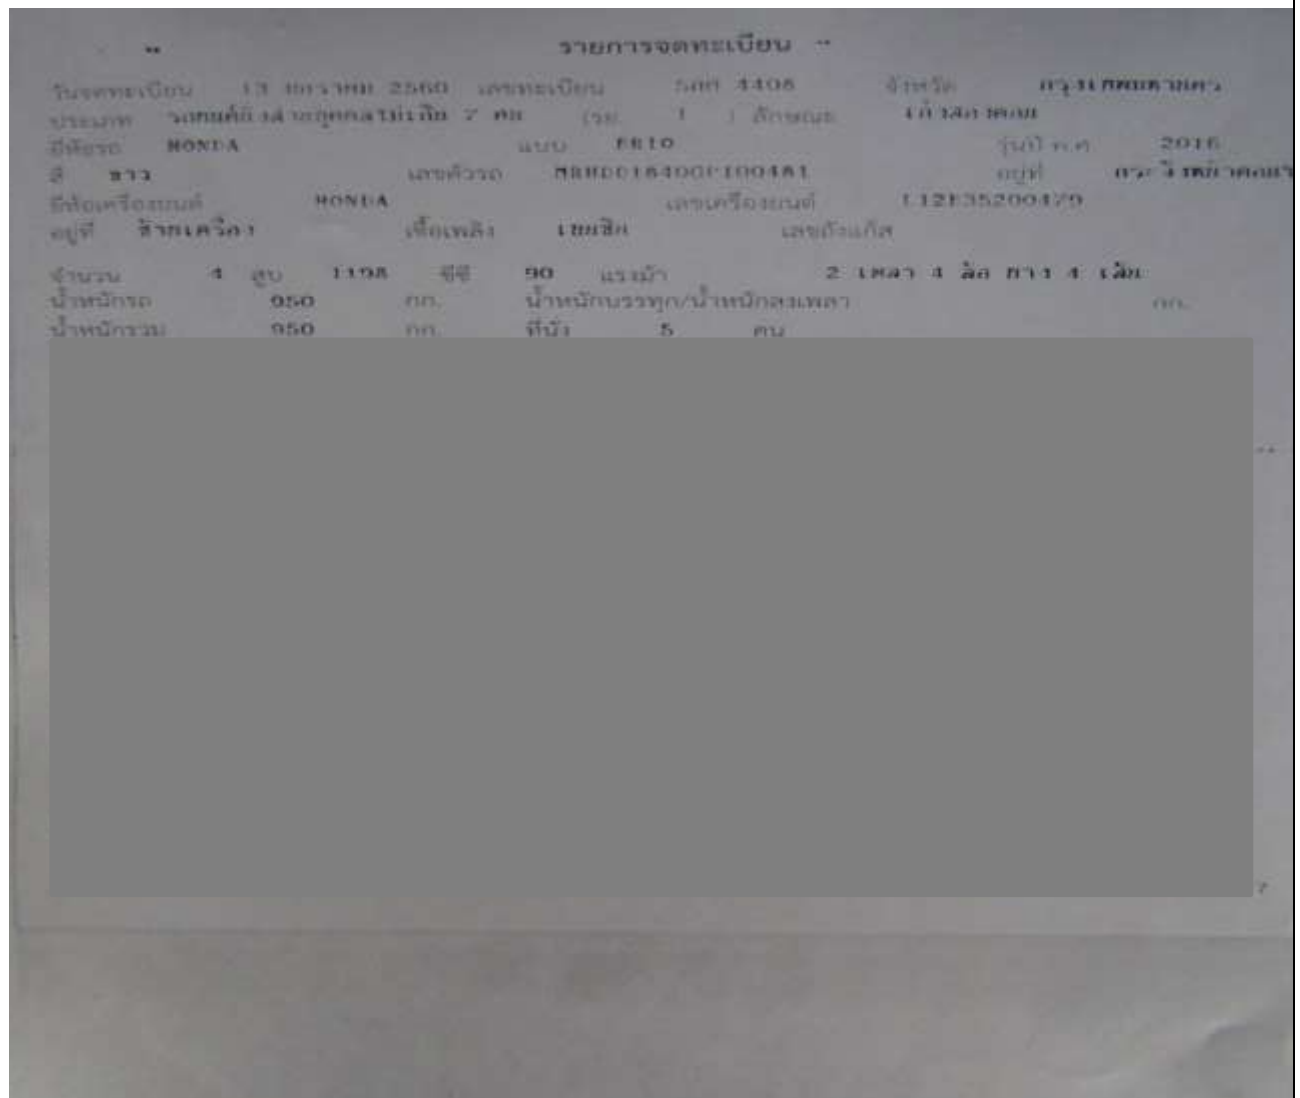 รายการจดทะเบียน
วันจดทะเบียน 13 มกราคม 2560 เลขทะเบียน 4408 จังหวัด กรุงเทพมหานคร
ประเภท รถยนต์นั่งส่วนบุคคลไม่เกิน 7 คน (รย. 1 ) ลักษณะ เก๋งสองตอน
ยี่ห้อรถ HONDA แบบ รุ่นปี ค.ศ. 2016
สี ขาว เลขตัวรถ อยู่ที่
ยี่ห้อเครื่องยนต์ HONDA เลขเครื่องยนต์
อยู่ที่ ซ้ายเครื่อง เชื้อเพลิง เบนซิน เลขถังแก๊ส
จำนวน 4 สูบ 1198 ซีซี 90 แรงม้า 2 เพลา 4 ล้อ ยาง 4 เส้น
น้ำหนักรถ 950 กก. น้ำหนักบรรทุก/น้ำหนักลงเพลา กก.
น้ำหนักรวม 950 กก. ที่นั่ง 5 คน